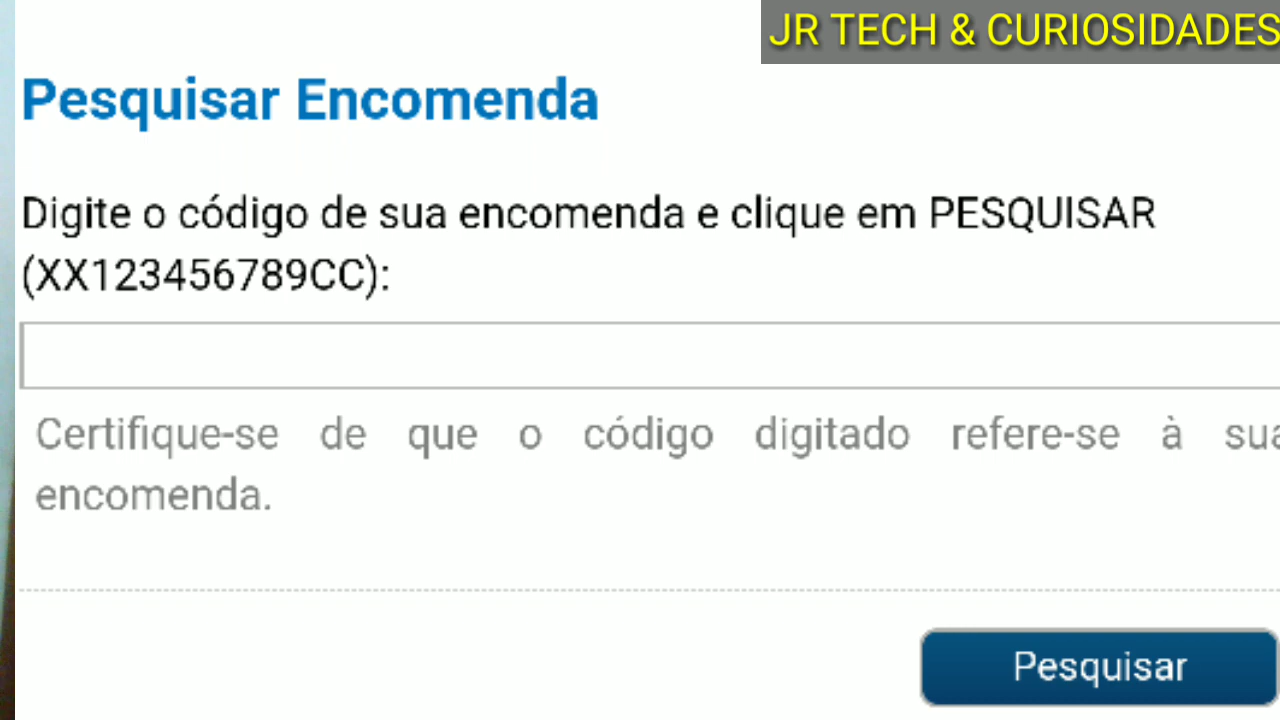 JR TECH & CURIOSIDADES
Pesquisar Encomenda
Digite o código de sua encomenda e clique em PESQUISAR
(XX123456789CC):
Certifique-se de que o código digitado refere-se à sua
encomenda.
Pesquisar